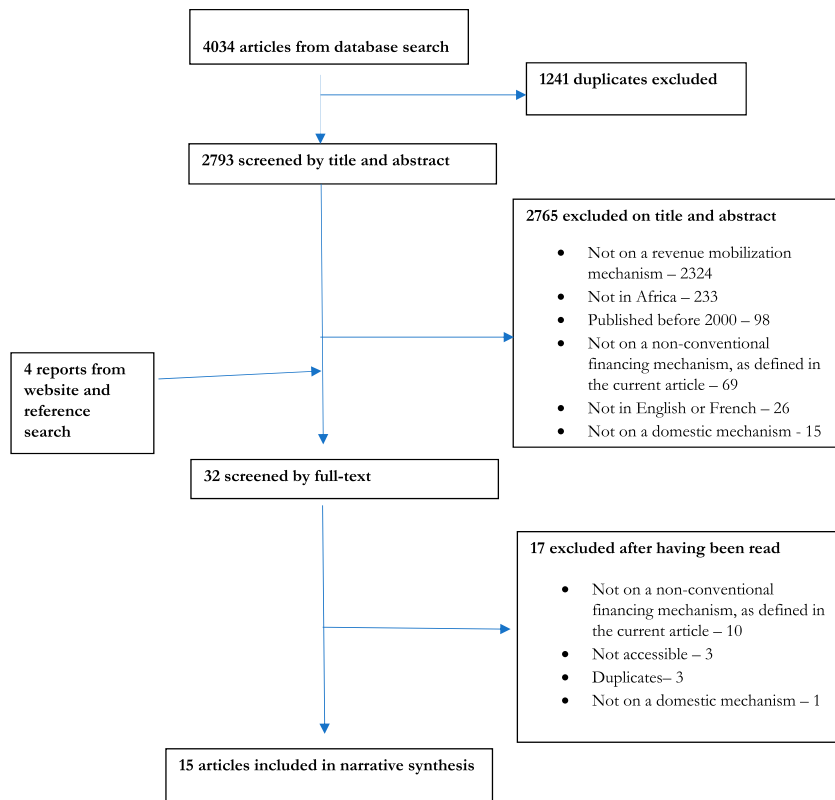 4034 articles from database search
1241 duplicates excluded
2793 screened by title and abstract
2765 excluded on title and abstract
• Not on a revenue mobilization
mechanism – 2324
• Not in Africa – 233
• Published before 2000 – 98
• Not on a non-conventional
financing mechanism, as defined
in the current article – 69
• Not in English or French – 26
• Not on a domestic mechanism - 15
4 reports from
website and
reference
search
32 screened by full-text
17 excluded after having been read
• Not on a non-conventional
financing mechanism, as defined in
the current article – 10
• Not accessible – 3
• Duplicates– 3
• Not on a domestic mechanism – 1
15 articles included in narrative synthesis